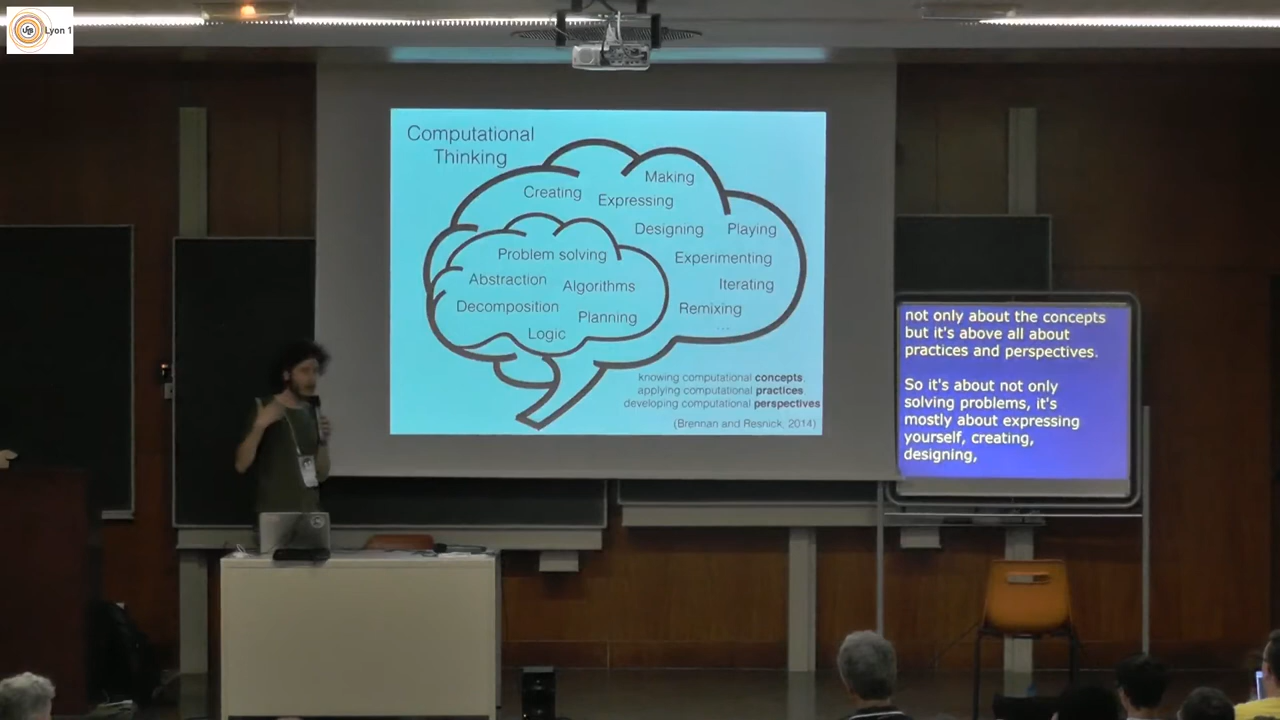 Lyon 1
Computational
Thinking
Making
Creating
Expressing
Designing
Playing
Problem solving
Experimenting
Abstraction
Algorithms
Iterating
Decomposition
Remixing
Planning
...
Logic
knowing computational concepts,
applying computational practices,
developing computational perspectives
(Brennan and Resnick, 2014)
not only about the concepts
but it's above all about
practices and perspectives.
So it's about not only
solving problems, it's
mostly about expressing
yourself, creating,
designing,